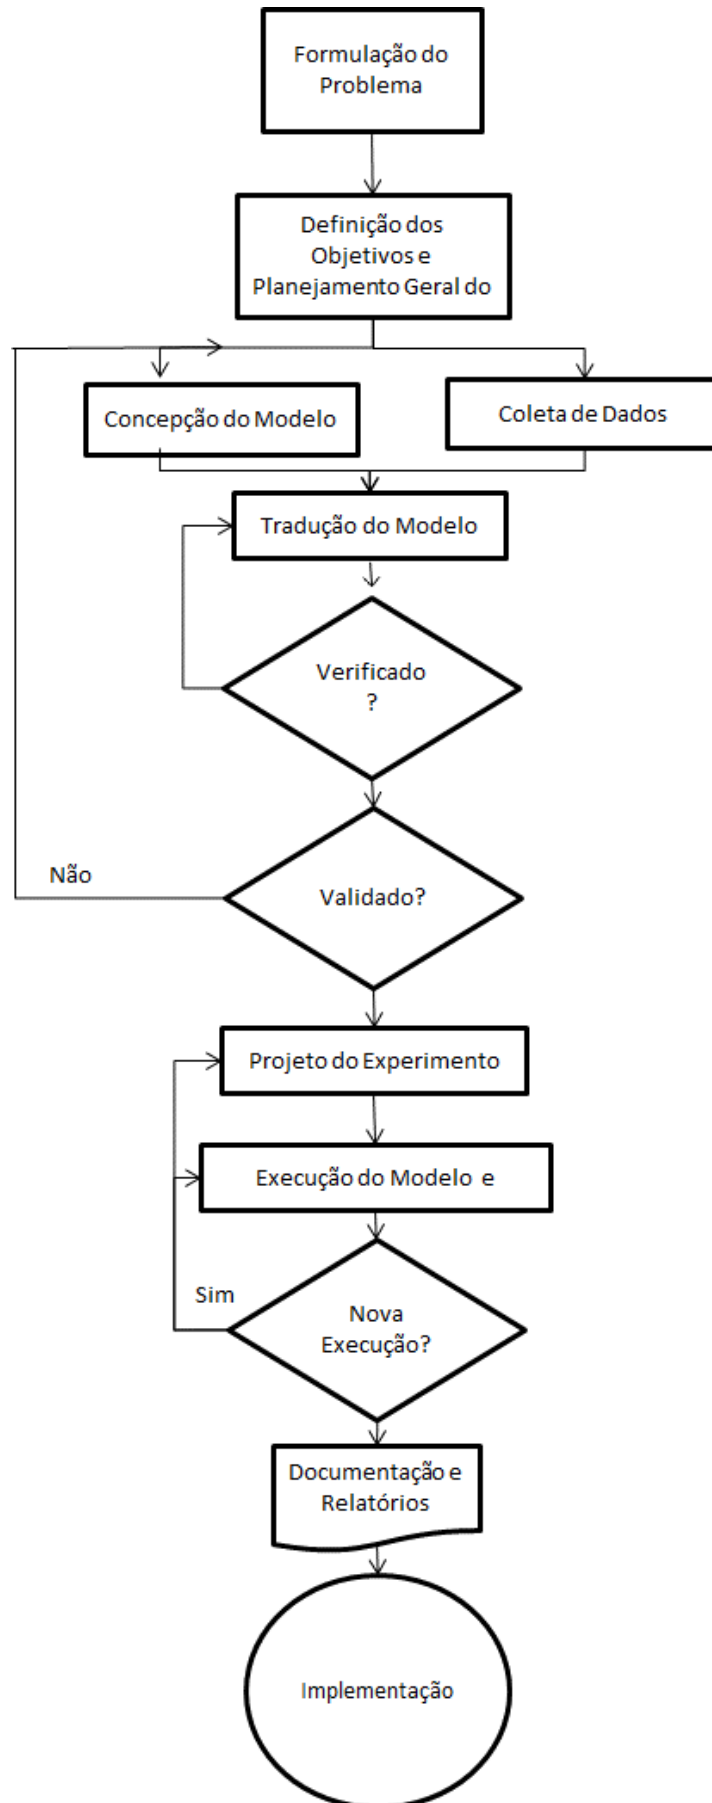 Formulação do
Problema
Definição dos
Objetivos e
Planejamento Geral do
Concepção do Modelo
Coleta de Dados
Tradução do Modelo
Verificado
?
Não
Validado?
Projeto do Experimento
Execução do Modelo e
Sim
Nova
Execução?
Documentação e
Relatórios
Implementação